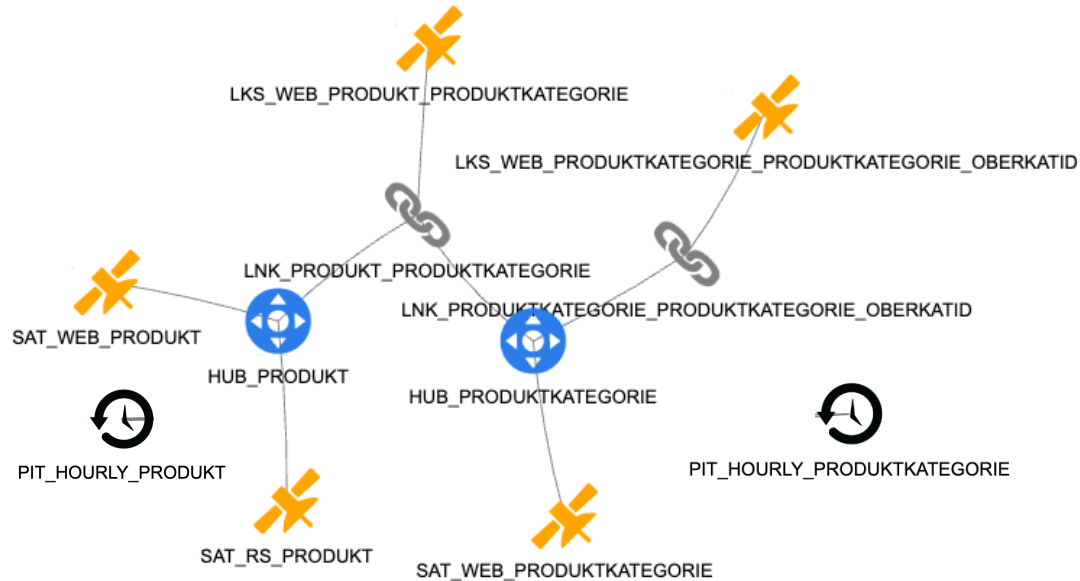 LKS_WEB_PRODUKT_PRODUKTKATEGORIE
LKS_WEB_PRODUKTKATEGORIE_PRODUKTKATEGORIE_OBERKATID
LNK_PRODUKT_PRODUKTKATEGORIE
LNK_PRODUKTKATEGORIE_PRODUKTKATEGORIE_OBERKATID
SAT_WEB_PRODUKT
HUB_PRODUKT
HUB_PRODUKTKATEGORIE
PIT_HOURLY_PRODUKT
PIT_HOURLY_PRODUKTKATEGORIE
SAT_RS_PRODUKT
SAT_WEB_PRODUKTKATEGORIE